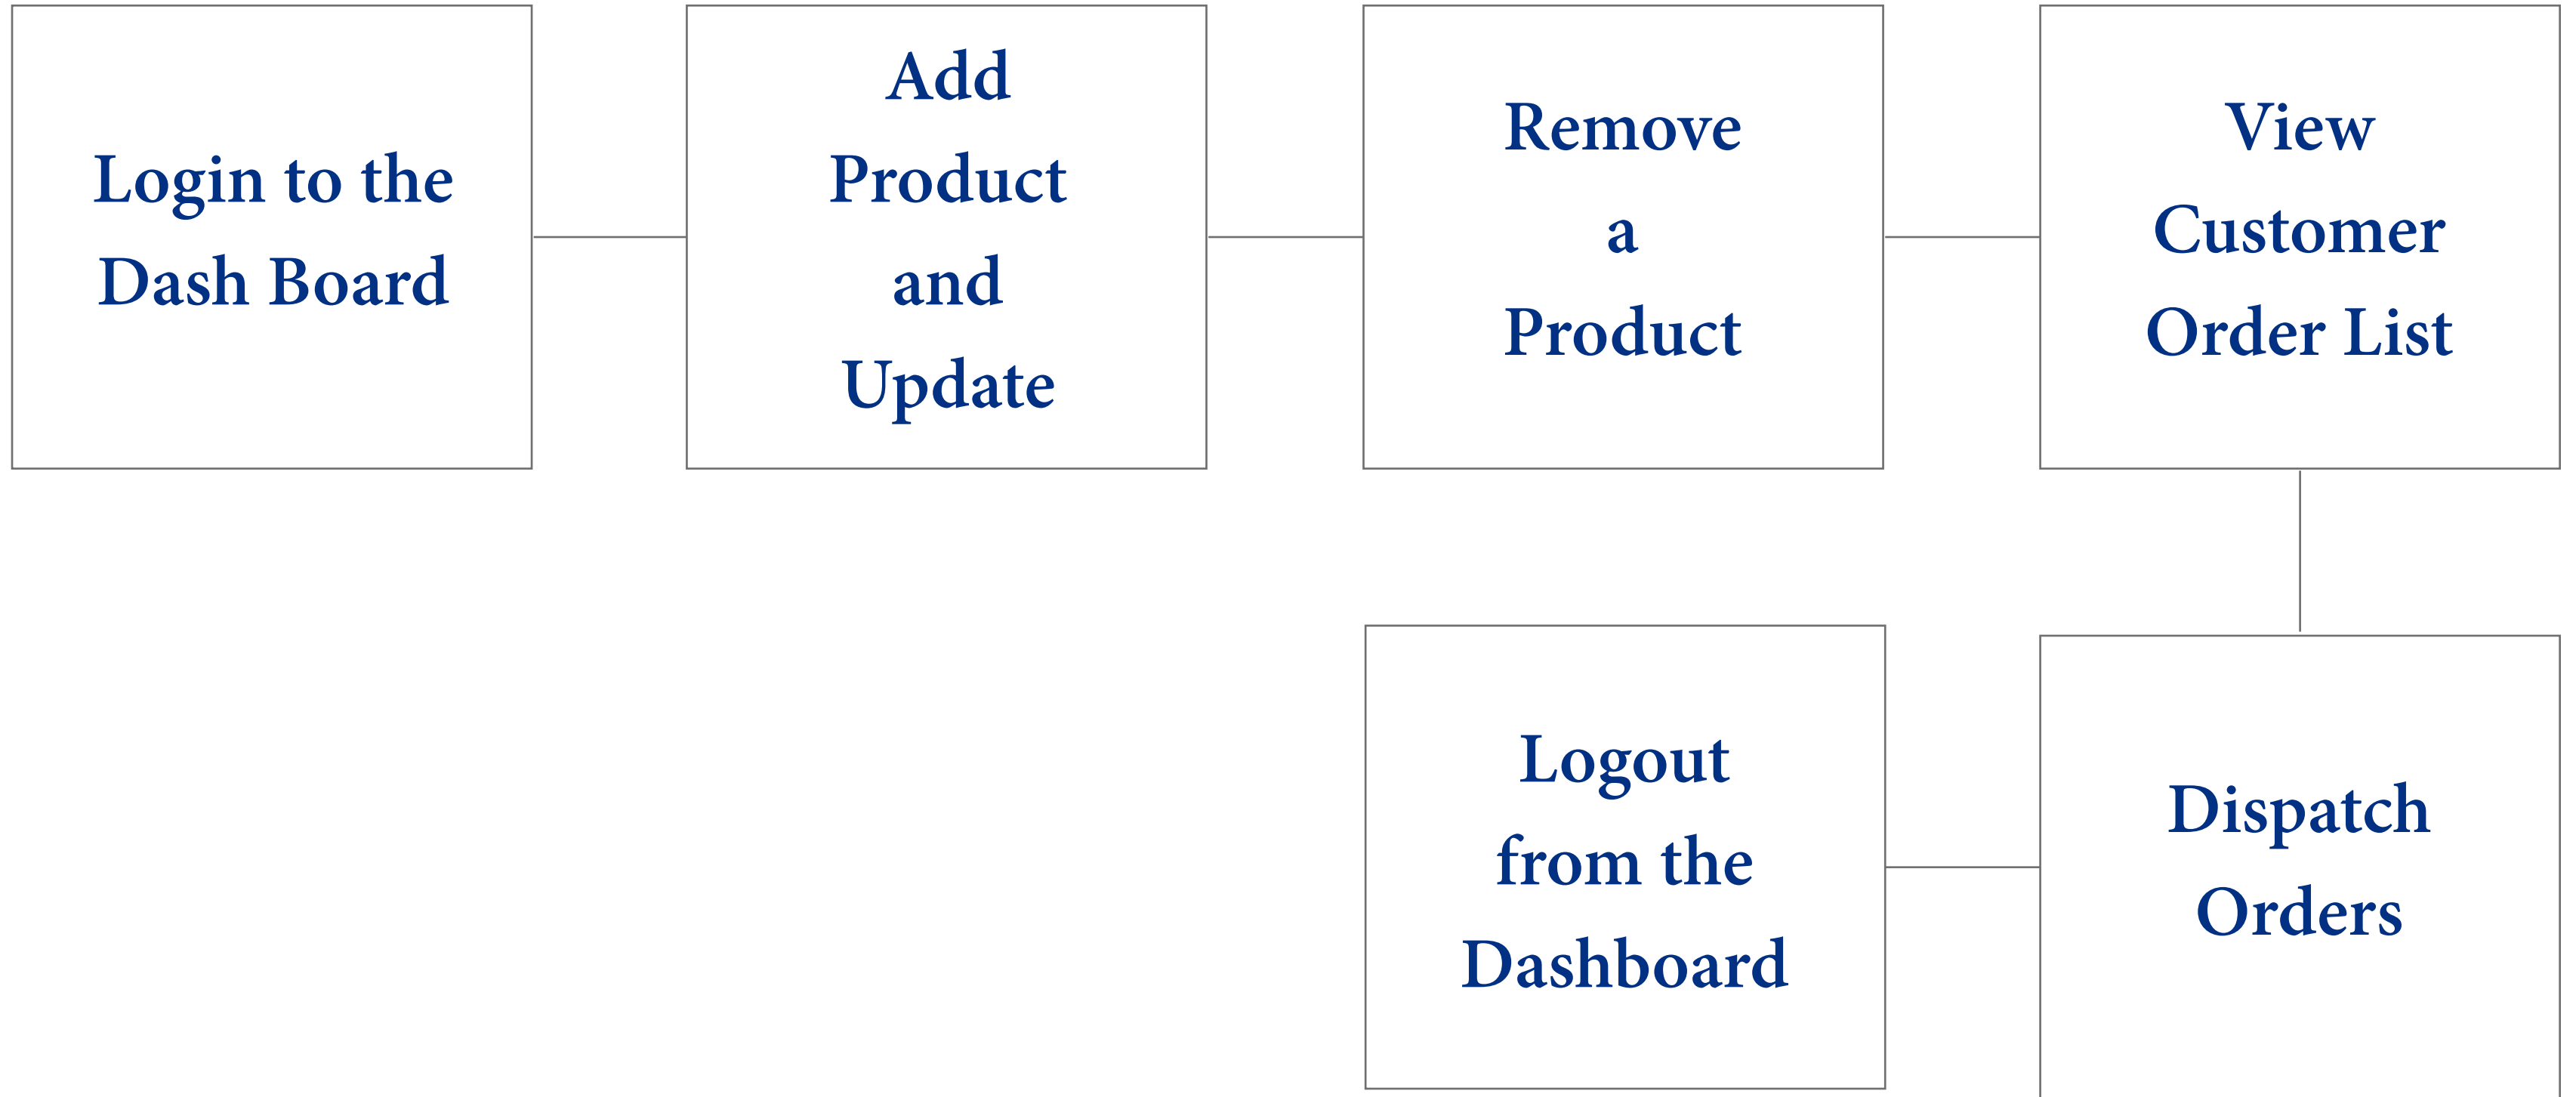 Login to the
Dash Board
Add
Product
and
Update
Remove
a
Product
View
Customer
Order List
Logout
from the
Dashboard
Dispatch
Orders